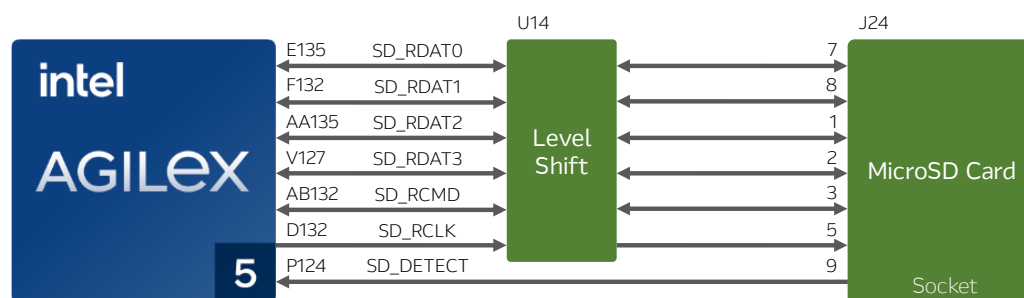 U14 J24
E135 SD_RDAT0 7
F132 SD_RDAT1 8
AA135 SD_RDAT2 1
V127 SD_RDAT3 2
AB132 SD_RCMD 3
D132 SD_RCLK 5
P124 SD_DETECT 9
intel
AGILEX
5
Level
Shift
MicroSD Card
Socket